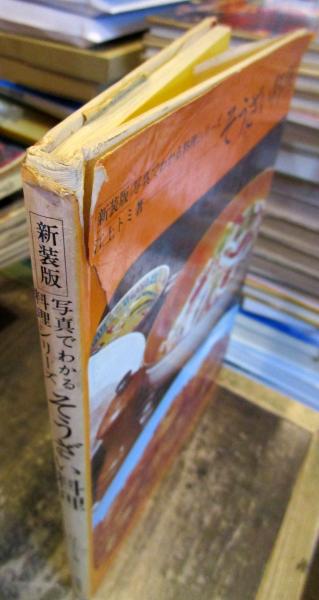 新装版
写真でわかる
料理シリーズ
そうざい料理
新装版/写真でわかる料理シリーズ
そうざい料理
江上トミ著